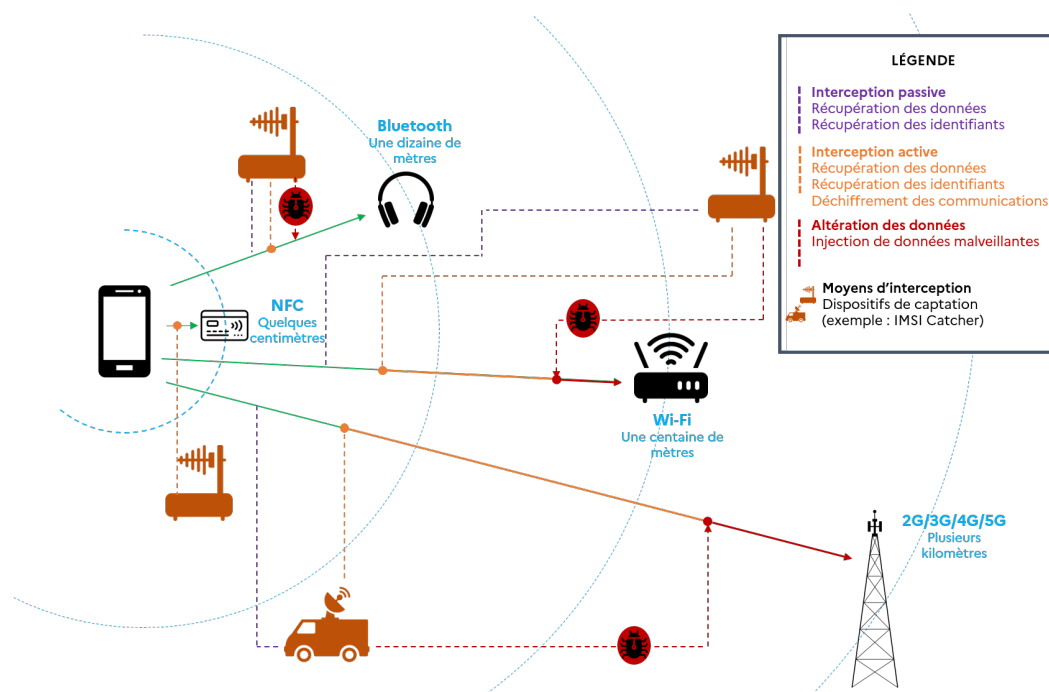 LÉGENDE
Interception passive
Récupération des données
Récupération des identifiants
Interception active
Récupération des données
Récupération des identifiants
Déchiffrement des communications
Altération des données
Injection de données malveillantes
Moyens d’interception
Dispositifs de captation
(exemple : IMSI Catcher)
Bluetooth
Une dizaine de
mètres
NFC
Quelques
centimètres
Wi-Fi
Une centaine de
mètres
2G/3G/4G/5G
Plusieurs
kilomètres